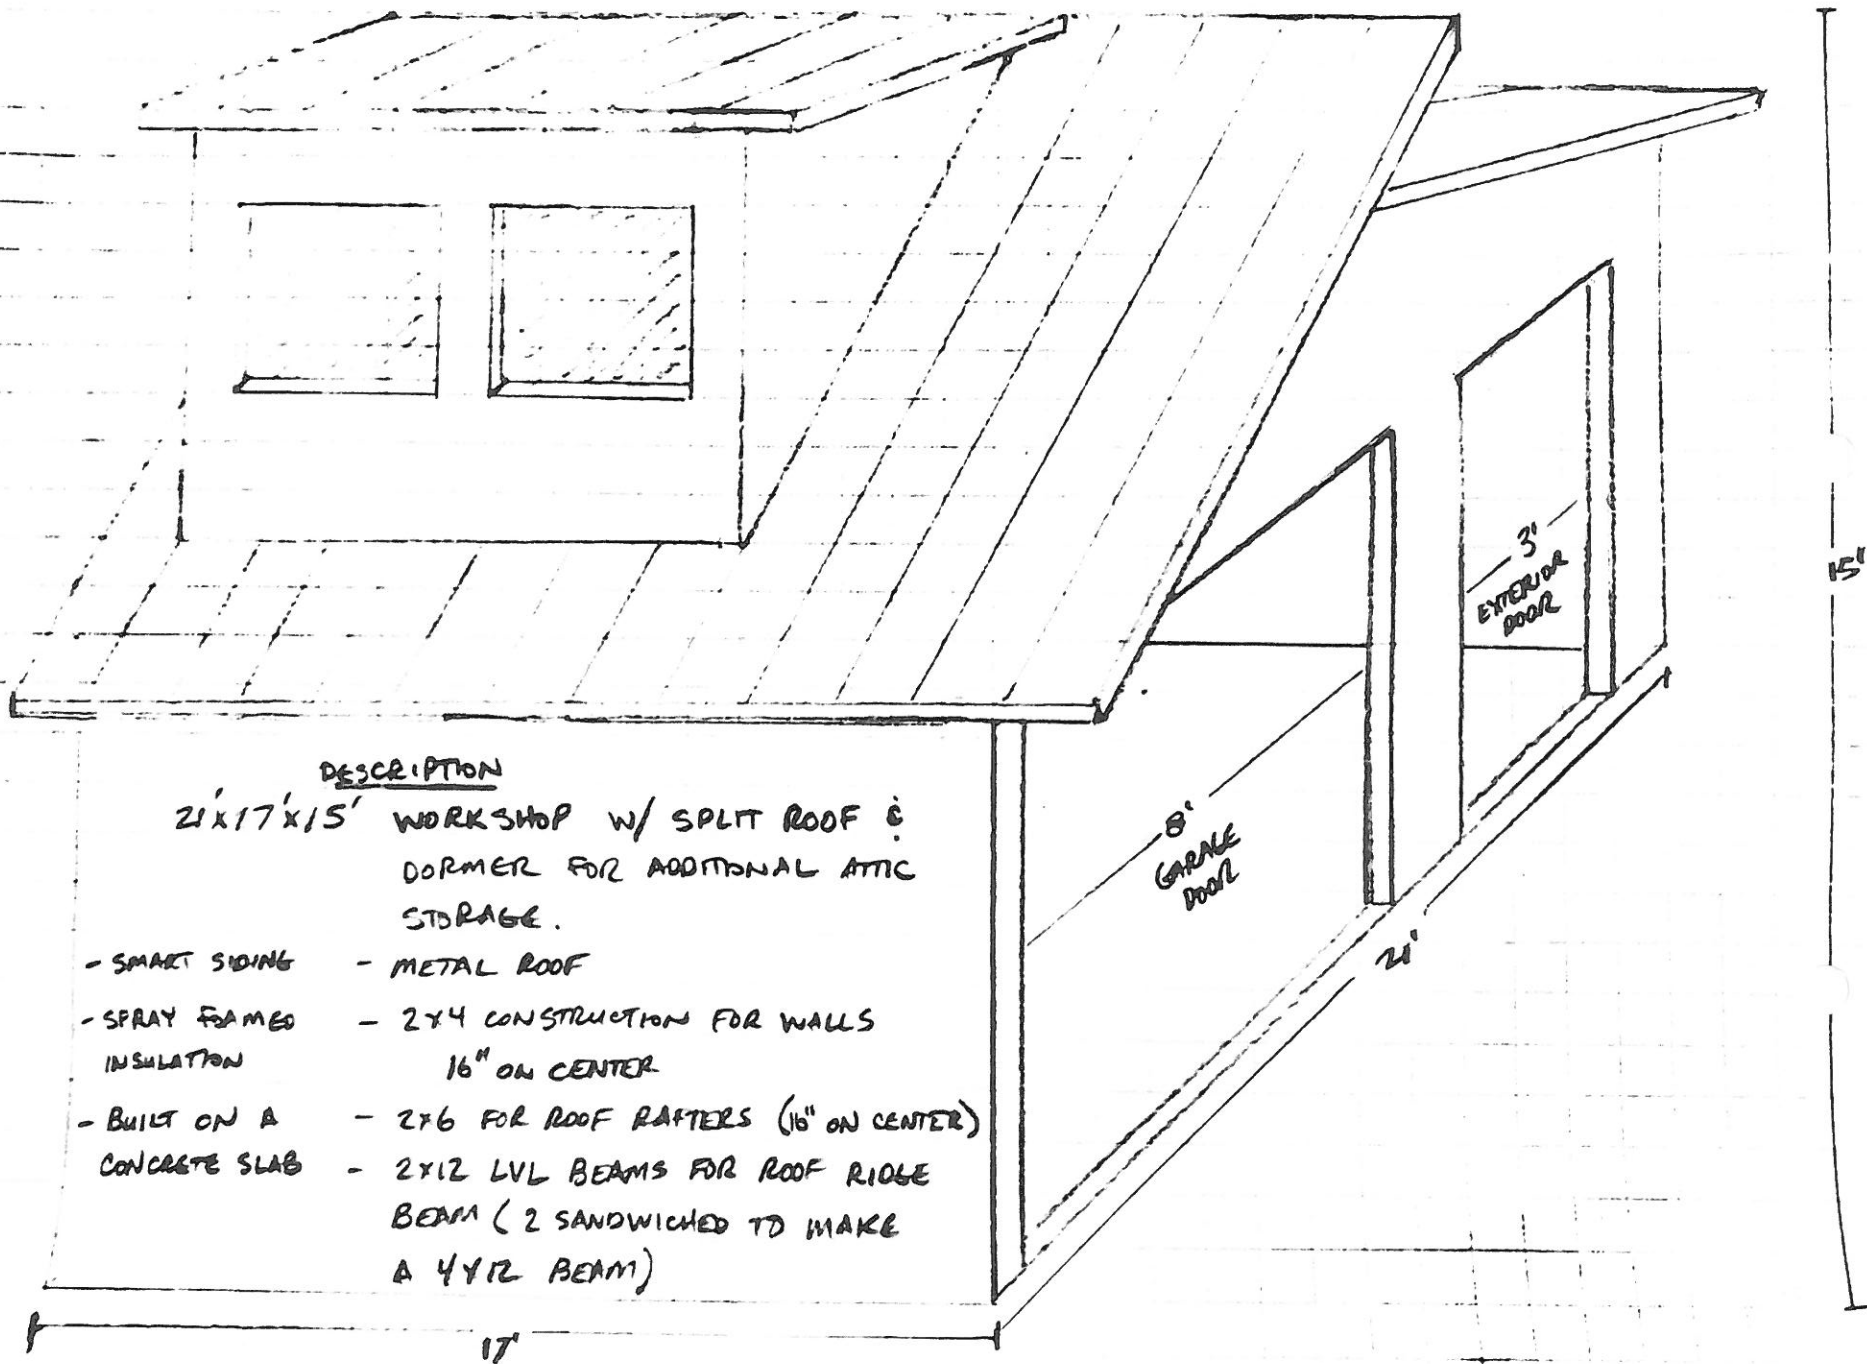 DESCRIPTION
21'x17'x15' WORKSHOP W/ SPLIT ROOF &
DORMER FOR ADDITIONAL ATTIC
STORAGE.
- SMART SIDING
- METAL ROOF
- SPRAY FOAMED
INSULATION
- 2x4 CONSTRUCTION FOR WALLS
16" ON CENTER
- BUILT ON A
CONCRETE SLAB
- 2x6 FOR ROOF RAFTERS (16" ON CENTER)
- 2x12 LVL BEAMS FOR ROOF RIDGE
BEAM (2 SANDWICHED TO MAKE
A 4x12 BEAM)
17'
8'
GARAGE
DOOR
3'
EXTERIOR
DOOR
21'
15'